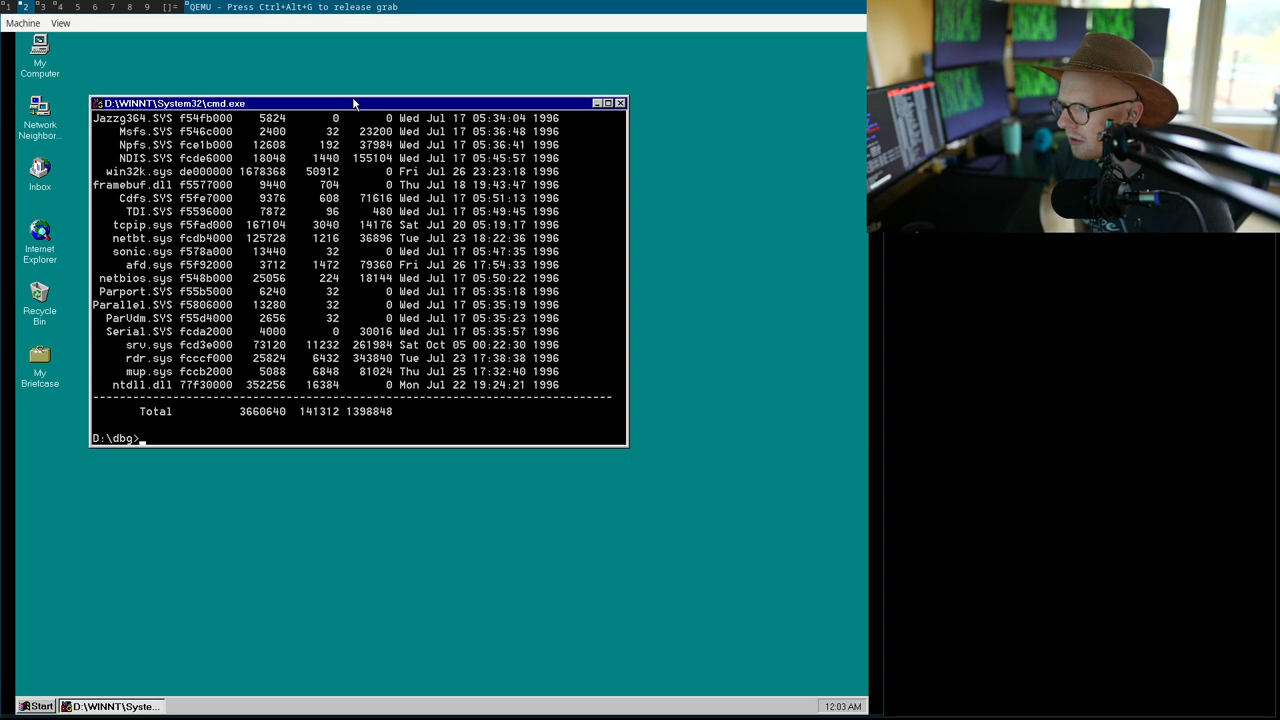 1 2 3 4 5 6 7 8 9 []= QEMU - Press Ctrl+Alt+G to release grab
Machine View
My Computer
Network Neighbor...
Inbox
Internet Explorer
Recycle Bin
My Briefcase
D:\WINNT\System32\cmd.exe
Jazzg364.SYS f54fb000 5824 0 0 Wed Jul 17 05:34:04 1996
Msfs.SYS f546c000 2400 32 23200 Wed Jul 17 05:36:48 1996
Npfs.SYS fce1b000 12608 192 37984 Wed Jul 17 05:36:41 1996
NDIS.SYS fcde6000 18048 1440 155104 Wed Jul 17 05:45:57 1996
win32k.sys de000000 1678368 50912 0 Fri Jul 26 23:23:18 1996
framebuf.dll f5577000 9440 704 0 Thu Jul 18 19:43:47 1996
Cdfs.SYS f5fe7000 9376 608 71616 Wed Jul 17 05:51:13 1996
TDI.SYS f5596000 7872 96 480 Wed Jul 17 05:49:45 1996
tcpip.sys f5fad000 167104 3040 14176 Sat Jul 20 05:19:17 1996
netbt.sys fcdb4000 125728 1216 36896 Tue Jul 23 18:22:36 1996
sonic.sys f578a000 13440 32 0 Wed Jul 17 05:47:35 1996
afd.sys f5f92000 3712 1472 79360 Fri Jul 26 17:54:33 1996
netbios.sys f548b000 25056 224 18144 Wed Jul 17 05:50:22 1996
Parport.SYS f55b5000 6240 32 0 Wed Jul 17 05:35:18 1996
Parallel.SYS f5806000 13280 32 0 Wed Jul 17 05:35:19 1996
ParVdm.SYS f55d4000 2656 32 0 Wed Jul 17 05:35:23 1996
Serial.SYS fcda2000 4000 0 30016 Wed Jul 17 05:35:57 1996
srv.sys fcd3e000 73120 11232 261984 Sat Oct 05 00:22:30 1996
rdr.sys fcccf000 25824 6432 343840 Tue Jul 23 17:38:38 1996
mup.sys fccb2000 5088 6848 81024 Thu Jul 25 17:32:40 1996
ntdll.dll 77f30000 352256 16384 0 Mon Jul 22 19:24:21 1996
------------------------------------------------------------------------------
Total 3660640 141312 1398848
D:\dbg>
Start D:\WINNT\Syste... 12:03 AM